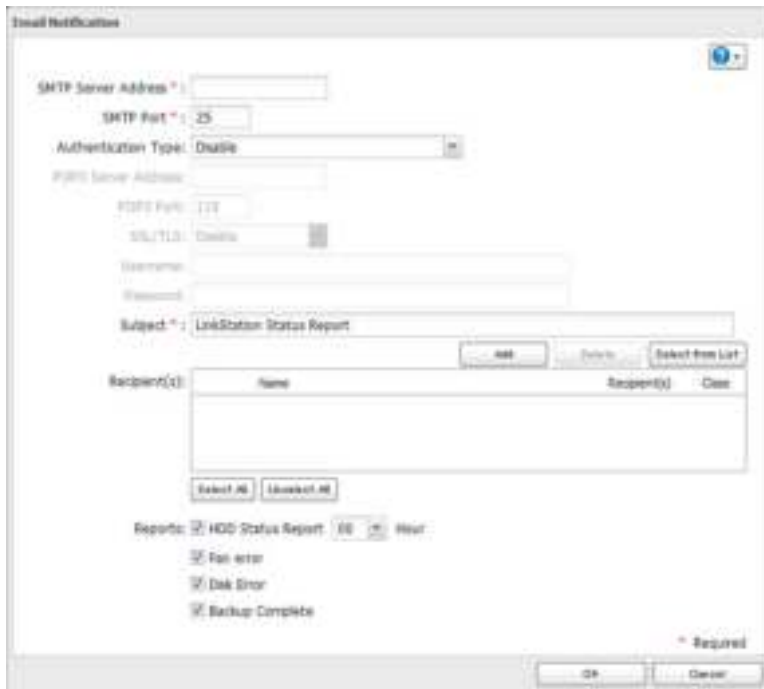 Email Notification
SMTP Server Address * :
SMTP Port * : 25
Authentication Type: Disable
POP3 Server Address:
POP3 Port: 110
SSL/TLS: Disable
Username:
Password:
Subject * : LinkStation Status Report
Add Delete Select from List
Recipient(s): Name Recipient(s)
Select All Unselect All
Reports: HDD Status Report 00 Hour
Fan error
Disk Error
Backup Complete
* Required
OK Cancel